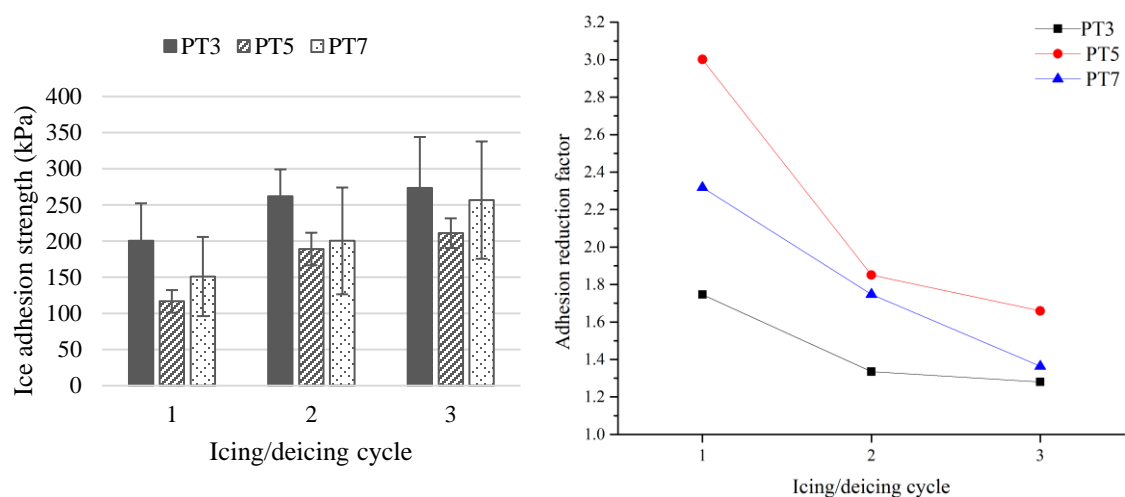 PT3 PT5 PT7
Ice adhesion strength (kPa)
400
350
300
250
200
150
100
50
0
1 2 3
Icing/deicing cycle
PT3
PT5
PT7
Adhesion reduction factor
3.2
3.0
2.8
2.6
2.4
2.2
2.0
1.8
1.6
1.4
1.2
1.0
1 2 3
Icing/deicing cycle